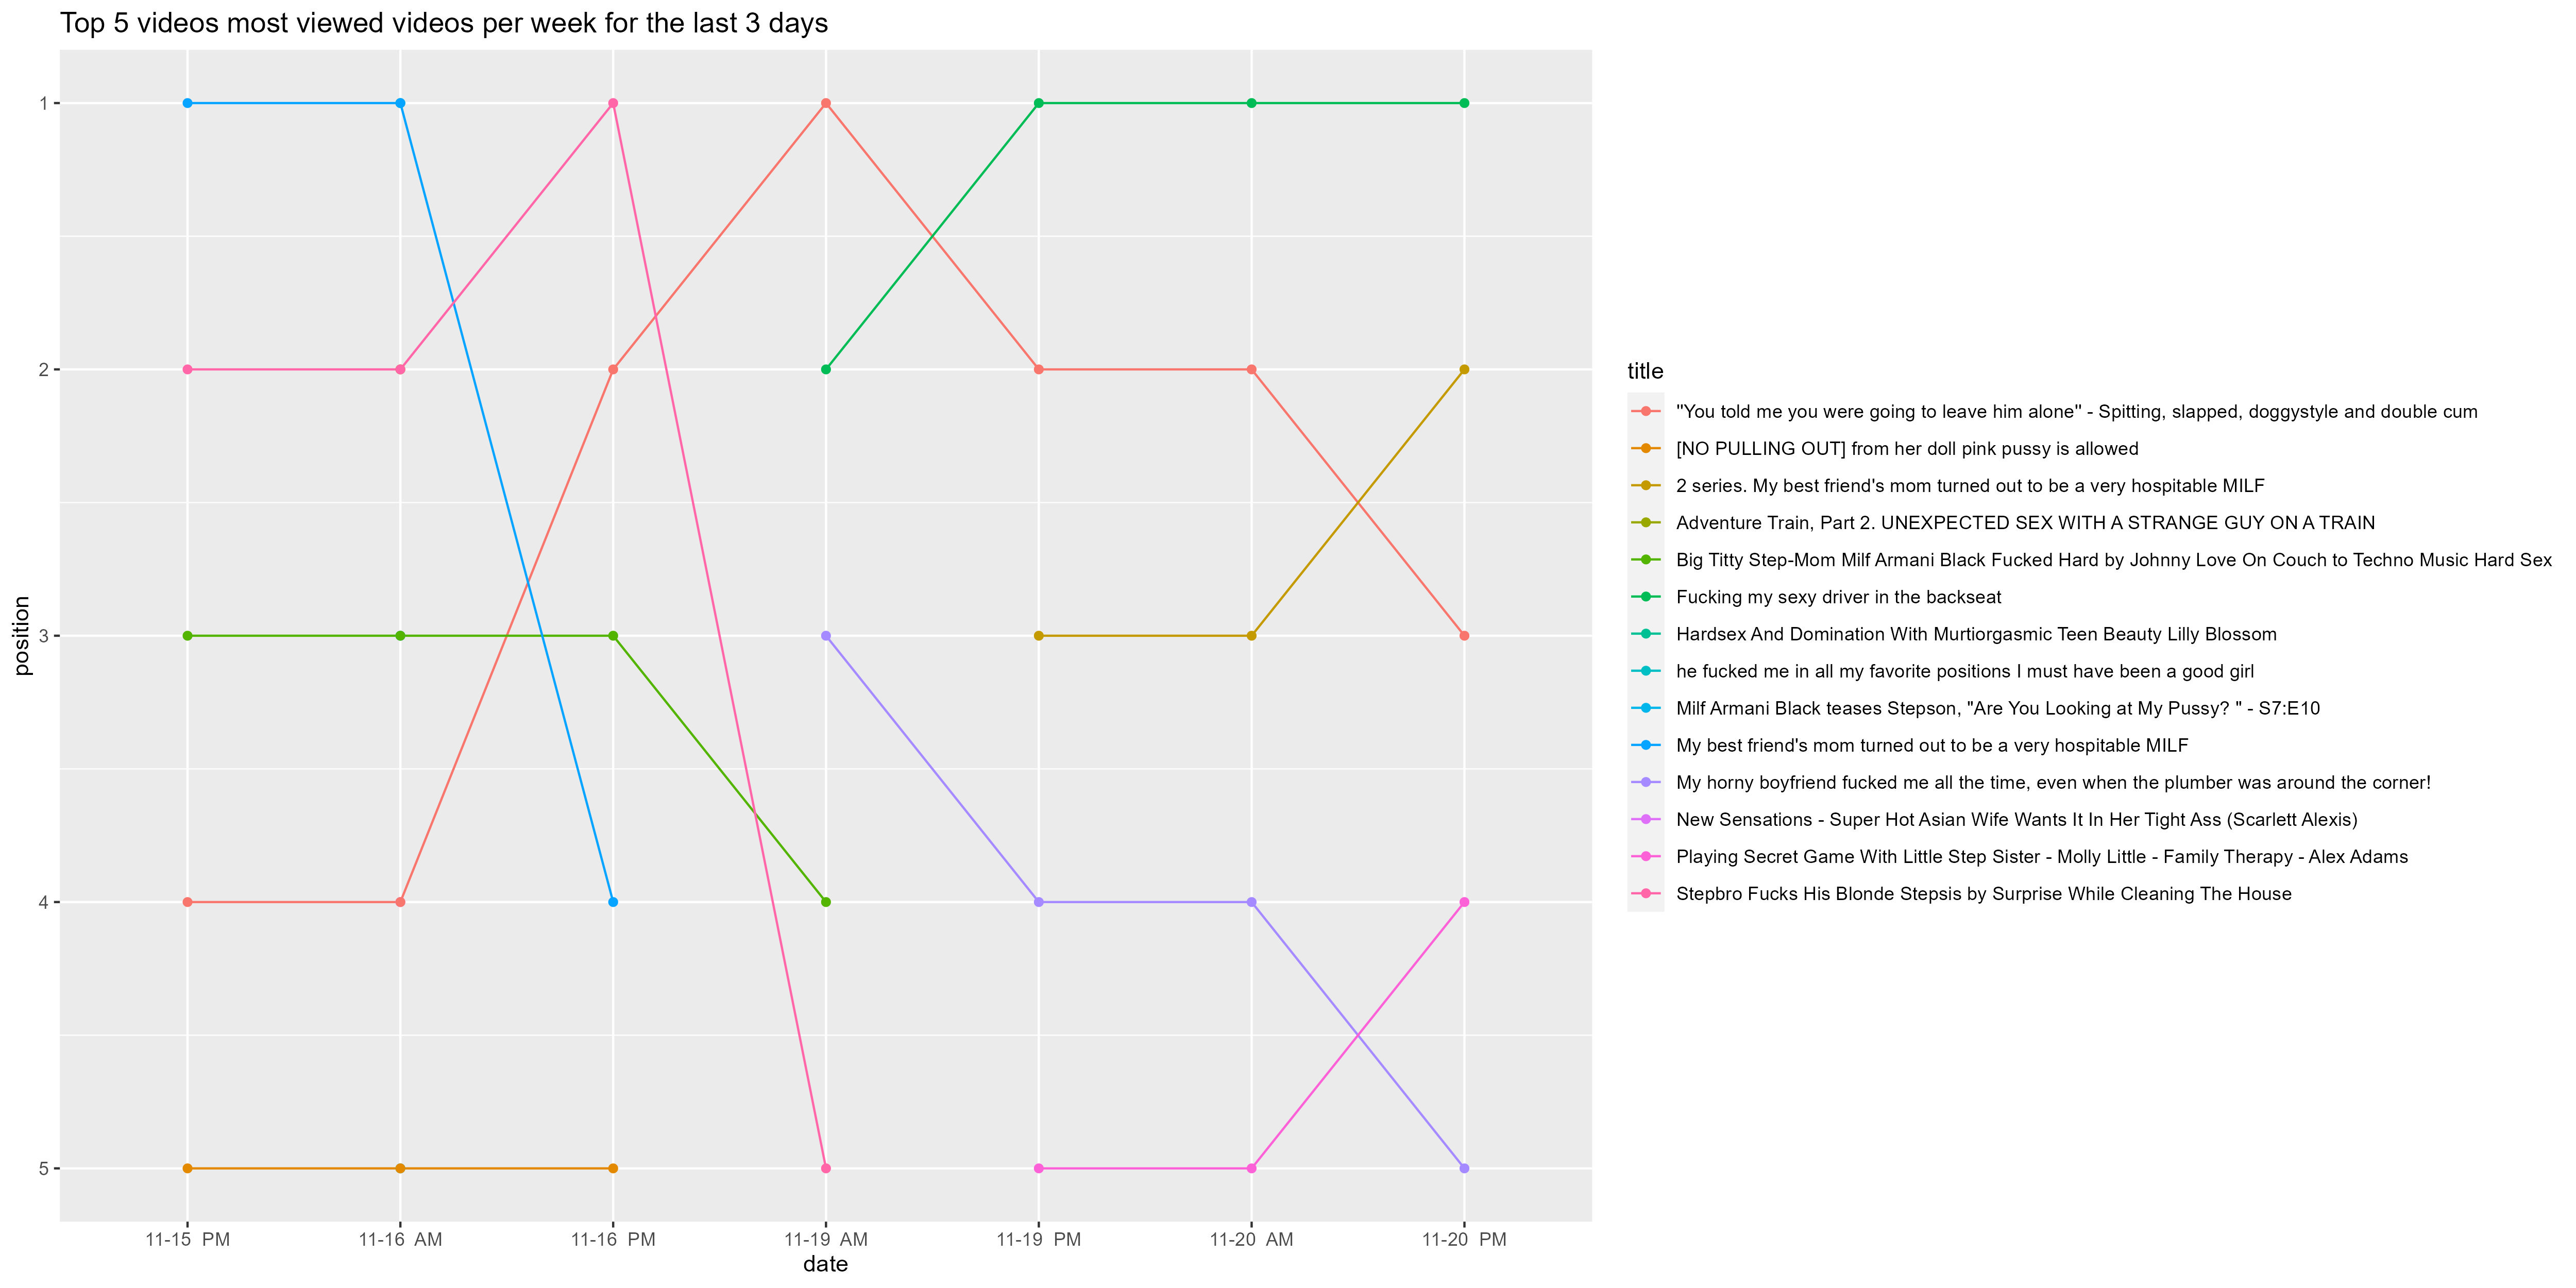 Top 5 videos most viewed videos per week for the last 3 days
position
1
2
3
4
5
11-15 PM
11-16 AM
11-16 PM
11-19 AM
11-19 PM
11-20 AM
11-20 PM
date
title
"You told me you were going to leave him alone" - Spitting, slapped, doggystyle and double cum
[NO PULLING OUT] from her doll pink pussy is allowed
2 series. My best friend's mom turned out to be a very hospitable MILF
Adventure Train, Part 2. UNEXPECTED SEX WITH A STRANGE GUY ON A TRAIN
Big Titty Step-Mom Milf Armani Black Fucked Hard by Johnny Love On Couch to Techno Music Hard Sex
Fucking my sexy driver in the backseat
Hardsex And Domination With Murtiorgasmic Teen Beauty Lilly Blossom
he fucked me in all my favorite positions I must have been a good girl
Milf Armani Black teases Stepson, "Are You Looking at My Pussy? " - S7:E10
My best friend's mom turned out to be a very hospitable MILF
My horny boyfriend fucked me all the time, even when the plumber was around the corner!
New Sensations - Super Hot Asian Wife Wants It In Her Tight Ass (Scarlett Alexis)
Playing Secret Game With Little Step Sister - Molly Little - Family Therapy - Alex Adams
Stepbro Fucks His Blonde Stepsis by Surprise While Cleaning The House